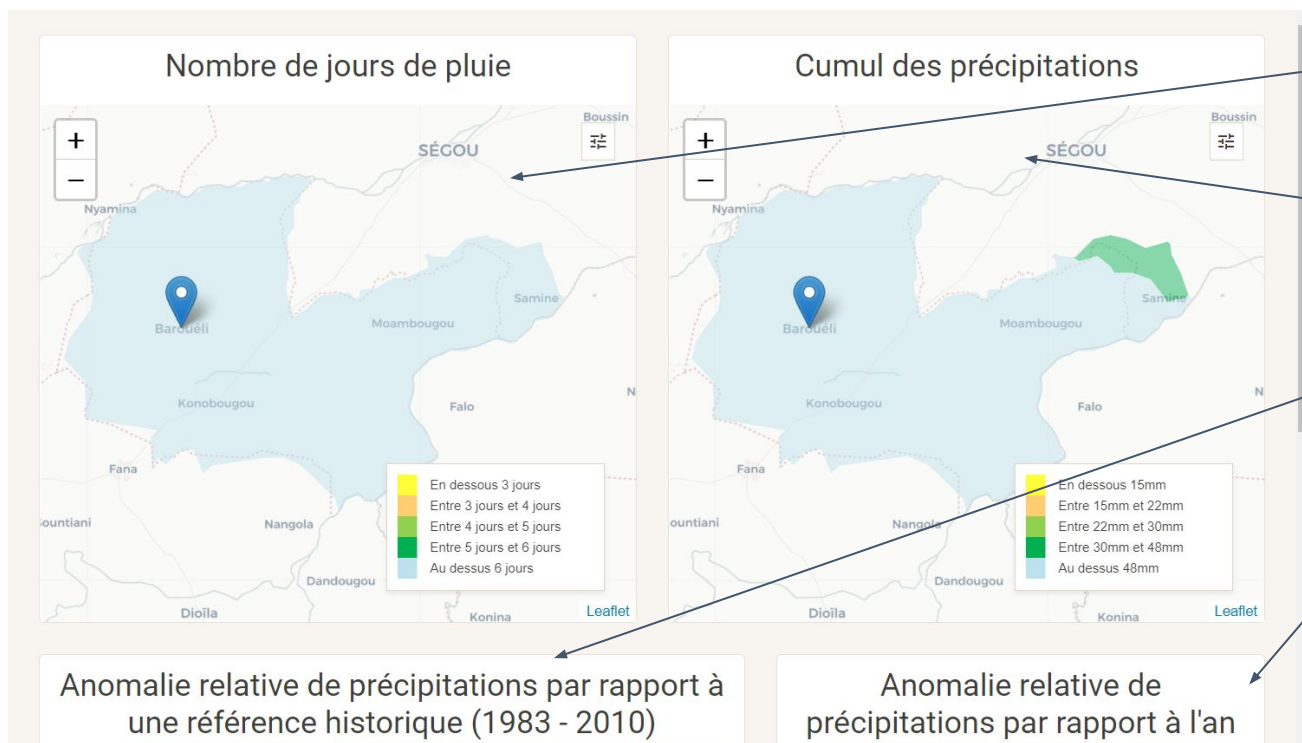 Nombre de jours de pluie
+
−
Boussin
SÉGOU
Nyamina
Samine
Barouéli
Moambougou
Konobougou
Falo
N
Fana
ountiani
Nangola
Dandougou
Dioïla
Konina
En dessous 3 jours
Entre 3 jours et 4 jours
Entre 4 jours et 5 jours
Entre 5 jours et 6 jours
Au dessus 6 jours
Leaflet
Cumul des précipitations
+
−
Boussin
SÉGOU
Nyamina
Samine
Barouéli
Moambougou
Konobougou
Falo
N
Fana
ountiani
Nangola
Dandougou
Dioïla
Konina
En dessous 15mm
Entre 15mm et 22mm
Entre 22mm et 30mm
Entre 30mm et 48mm
Au dessus 48mm
Leaflet
Anomalie relative de précipitations par rapport à
une référence historique (1983 - 2010)
Anomalie relative de
précipitations par rapport à l'an